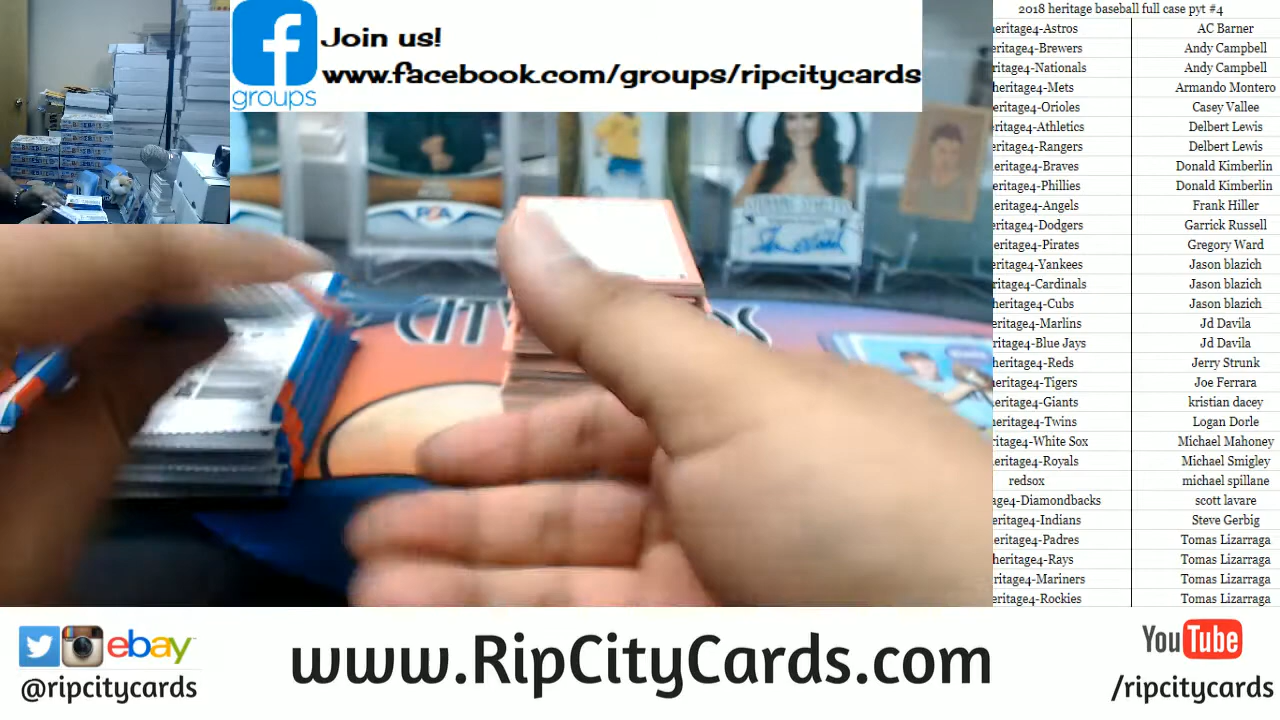 Join us!
www.facebook.com/groups/ripcitycards
groups
2018 heritage baseball full case pyt #4
eritage4-Astros AC Barner
eritage4-Brewers Andy Campbell
eritage4-Nationals Andy Campbell
heritage4-Mets Armando Montero
eritage4-Orioles Casey Vallee
eritage4-Athletics Delbert Lewis
eritage4-Rangers Delbert Lewis
eritage4-Braves Donald Kimberlin
eritage4-Phillies Donald Kimberlin
eritage4-Angels Frank Hiller
eritage4-Dodgers Garrick Russell
eritage4-Pirates Gregory Ward
eritage4-Yankees Jason blazich
eritage4-Cardinals Jason blazich
heritage4-Cubs Jason blazich
eritage4-Marlins Jd Davila
ritage4-Blue Jays Jd Davila
heritage4-Reds Jerry Strunk
eritage4-Tigers Joe Ferrara
eritage4-Giants kristian dacey
eritage4-Twins Logan Dorle
ritage4-White Sox Michael Mahoney
eritage4-Royals Michael Smigley
redsox michael spillane
age4-Diamondbacks scott lavare
eritage4-Indians Steve Gerbig
eritage4-Padres Tomas Lizarraga
heritage4-Rays Tomas Lizarraga
ritage4-Mariners Tomas Lizarraga
eritage4-Rockies Tomas Lizarraga
PSA
CIT
DS
ebay
@ripcitycards
www.RipCityCards.com
YouTube
/ripcitycards